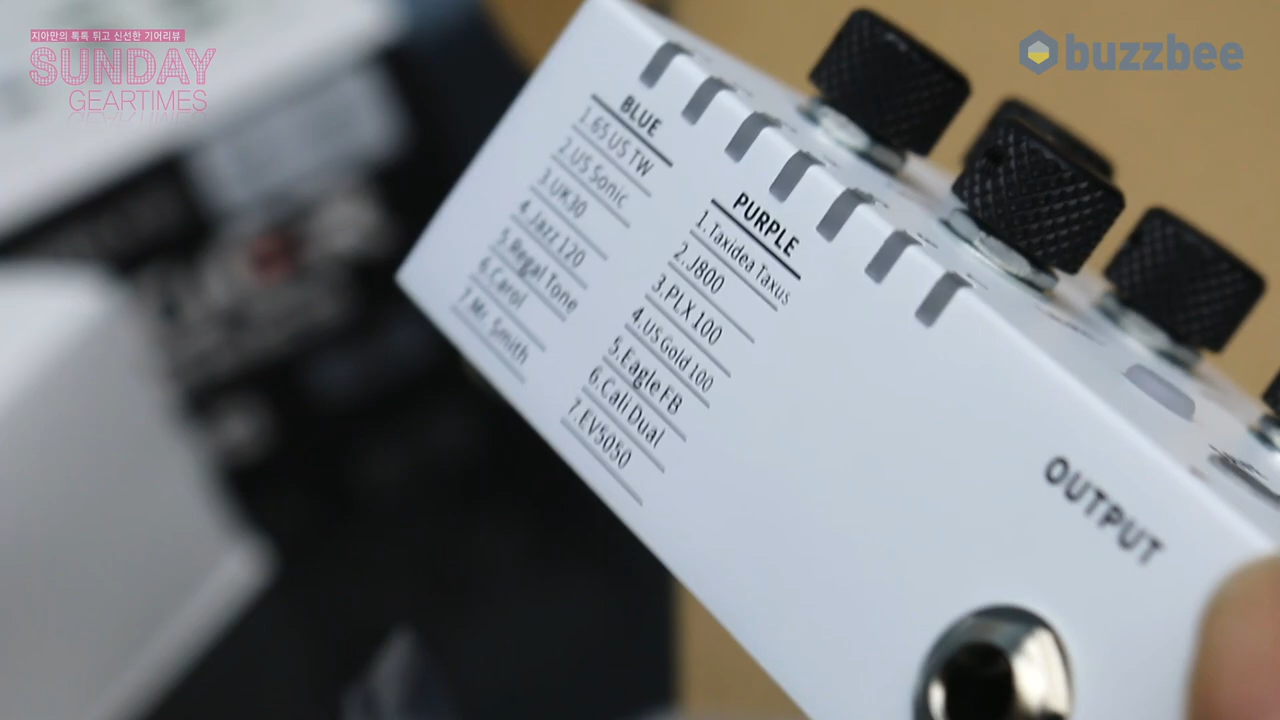 지아만의 톡톡 튀고 신선한 기어리뷰
SUNDAY
GEARTIMES
buzzbee
BLUE
1.65 US TW
2.US Sonic
3.UK30
4.Jazz 120
5.Regal Tone
6.Carol
7.Mr. Smith
PURPLE
1.Taxidea Taxus
2.J800
3.PLX 100
4.US Gold 100
5.Eagle FB
6.Cali Dual
7.EV5050
OUTPUT